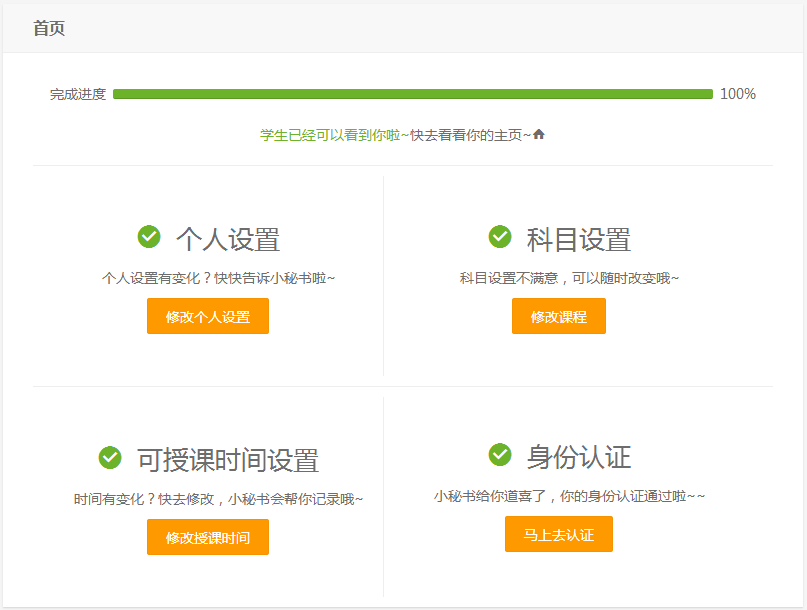 首页
完成进度 100%
学生已经可以看到你啦~快去看看你的主页~
个人设置
个人设置有变化？快快告诉小秘书啦~
修改个人设置
科目设置
科目设置不满意，可以随时改变哦~
修改课程
可授课时间设置
时间有变化？快去修改，小秘书会帮你记录哦~
修改授课时间
身份认证
小秘书给你道喜了，你的身份认证通过啦~~
马上去认证